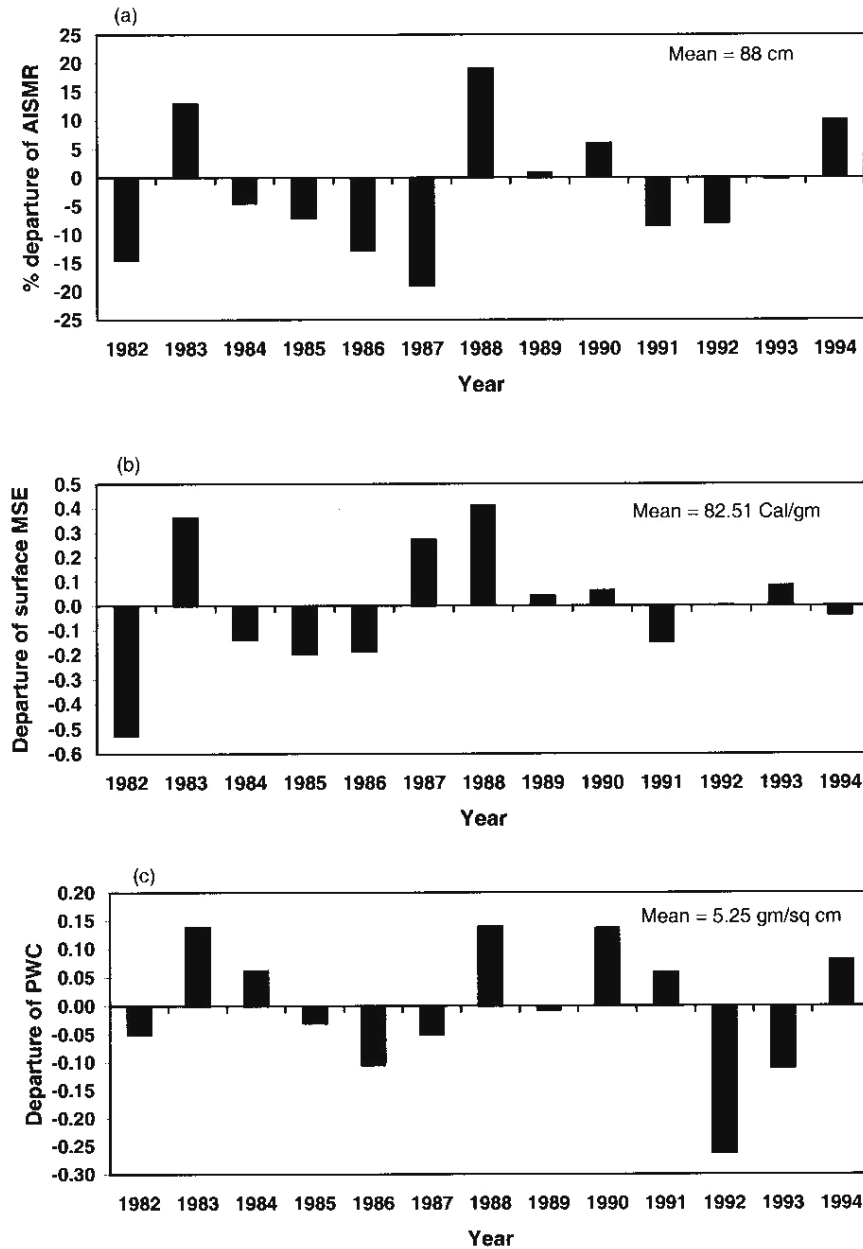 (a)
Mean = 88 cm
% departure of AISMR
25
20
15
10
5
0
-5
-10
-15
-20
-25
1982 1983 1984 1985 1986 1987 1988 1989 1990 1991 1992 1993 1994
Year
(b)
Mean = 82.51 Cal/gm
Departure of surface MSE
0.5
0.4
0.3
0.2
0.1
0.0
-0.1
-0.2
-0.3
-0.4
-0.5
-0.6
1982 1983 1984 1985 1986 1987 1988 1989 1990 1991 1992 1993 1994
Year
(c)
Mean = 5.25 gm/sq cm
Departure of PWC
0.20
0.15
0.10
0.05
0.00
-0.05
-0.10
-0.15
-0.20
-0.25
-0.30
1982 1983 1984 1985 1986 1987 1988 1989 1990 1991 1992 1993 1994
Year